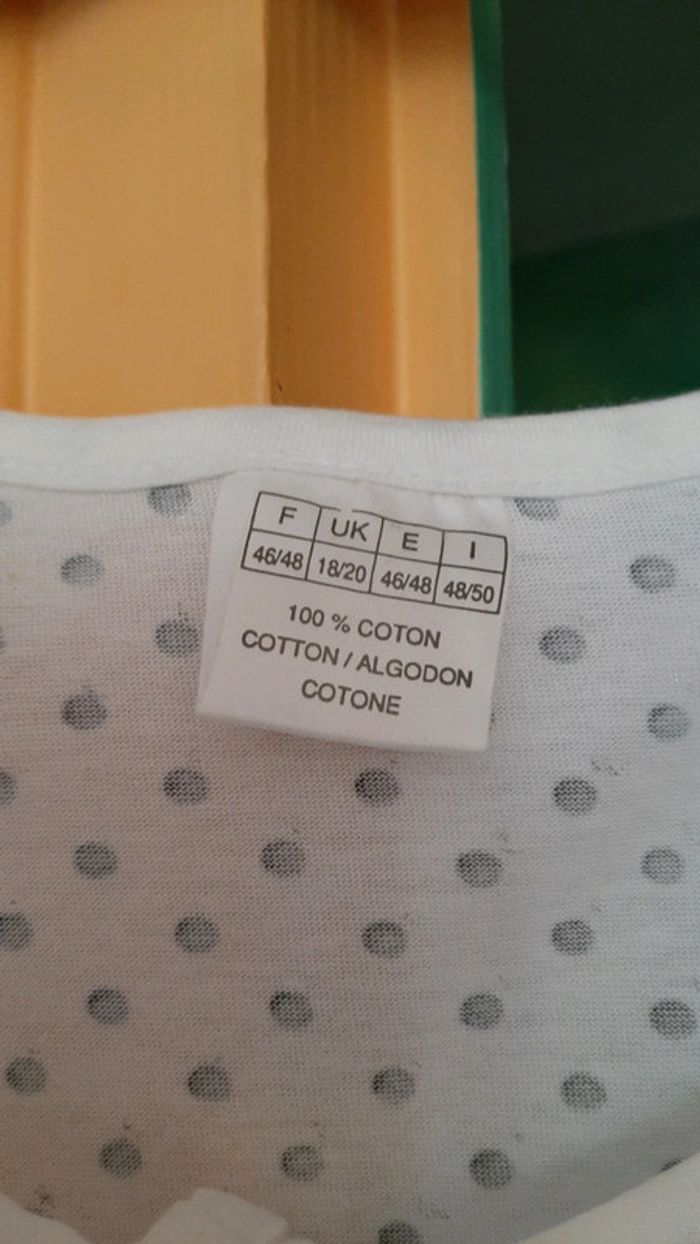 F UK E I
46/48 18/20 46/48 48/50
100 % COTON
COTTON / ALGODON
COTONE